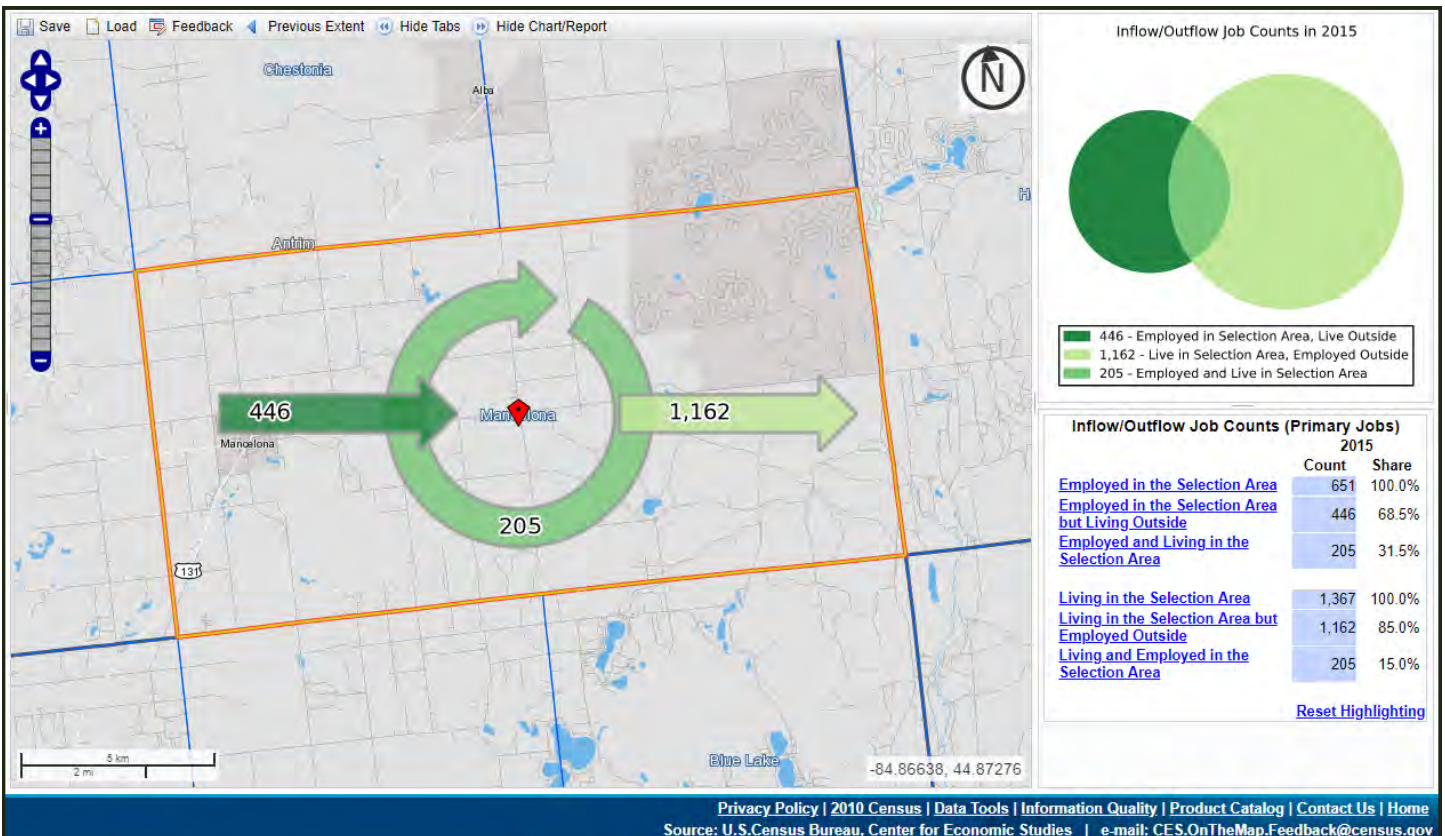 Save Load Feedback Previous Extent Hide Tabs Hide Chart/Report
Chestonia
Alba
N
H
Antrim
446
Mancelona
1,162
Mancelona
205
131
5 km
2 mi
Blue Lake
-84.86638, 44.87276
Inflow/Outflow Job Counts in 2015
446 - Employed in Selection Area, Live Outside
1,162 - Live in Selection Area, Employed Outside
205 - Employed and Live in Selection Area
Inflow/Outflow Job Counts (Primary Jobs)
2015
Count Share
Employed in the Selection Area 651 100.0%
Employed in the Selection Area
but Living Outside 446 68.5%
Employed and Living in the
Selection Area 205 31.5%
Living in the Selection Area 1,367 100.0%
Living in the Selection Area but
Employed Outside 1,162 85.0%
Living and Employed in the
Selection Area 205 15.0%
Reset Highlighting
Privacy Policy | 2010 Census | Data Tools | Information Quality | Product Catalog | Contact Us | Home
Source: U.S.Census Bureau, Center for Economic Studies | e-mail: CES.OnTheMap.Feedback@census.gov